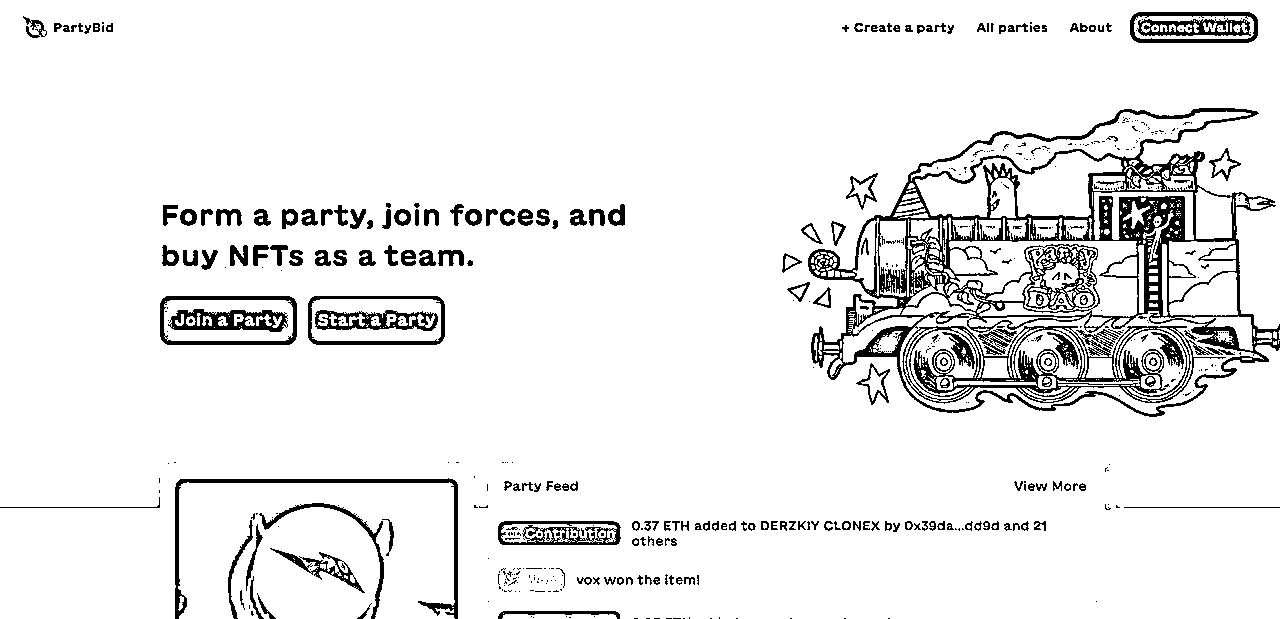 PartyBid
+ Create a party
All parties
About
Connect Wallet
Form a party, join forces, and
buy NFTs as a team.
Join a Party
Start a Party
Party
DAO
Party Feed
View More
Contribution
0.37 ETH added to DERZKIY CLONEX by 0x39da...dd9d and 21
others
vox won the item!